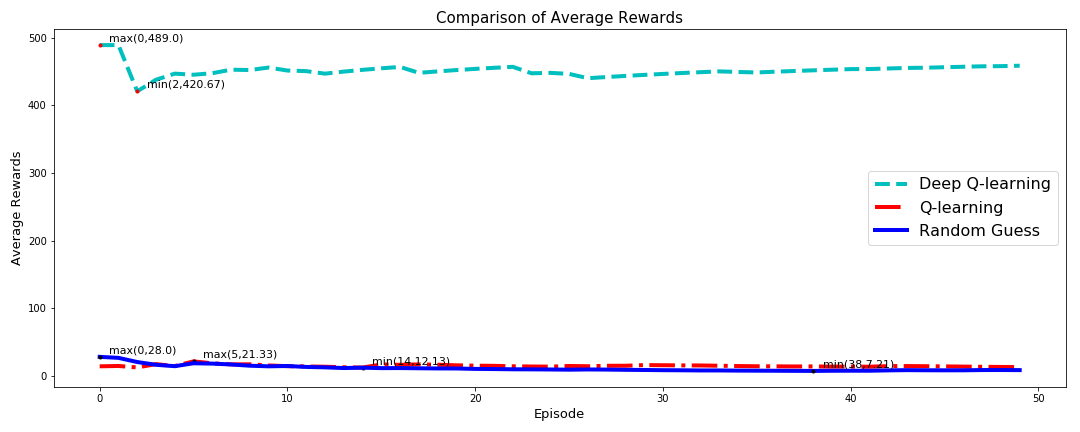 Comparison of Average Rewards
Average Rewards
500
400
300
200
100
0
max(0,489.0)
min(2,420.67)
Deep Q-learning
Q-learning
Random Guess
max(0,28.0)
max(5,21.33)
min(14,12.13)
min(38,7.21)
0
10
20
30
40
50
Episode